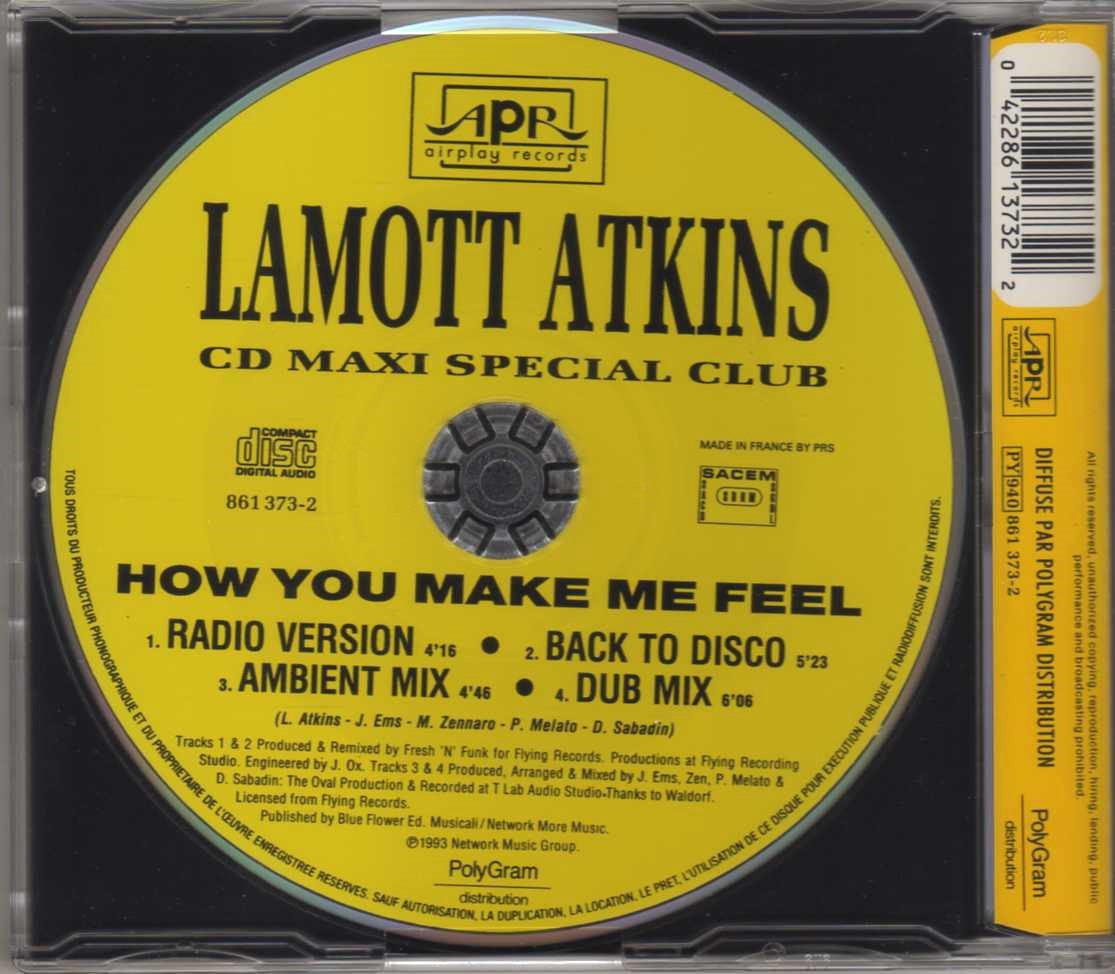 APR
airplay records
LAMOTT ATKINS
CD MAXI SPECIAL CLUB
COMPACT
disc
DIGITAL AUDIO
861 373-2
MADE IN FRANCE BY PRS
SACEM
SACD SDRM SGDL
HOW YOU MAKE ME FEEL
1. RADIO VERSION 4'16 ● 2. BACK TO DISCO 5'23
3. AMBIENT MIX 4'46 ● 4. DUB MIX 6'06
(L. Atkins - J. Ems - M. Zennaro - P. Melato - D. Sabadin)
Tracks 1 & 2 Produced & Remixed by Fresh 'N' Funk for Flying Records. Productions at Flying Recording
Studio. Engineered by J. Ox. Tracks 3 & 4 Produced, Arranged & Mixed by J. Ems, Zen, P. Melato &
D. Sabadin: The Oval Production & Recorded at T Lab Audio Studio•Thanks to Waldorf.
Licensed from Flying Records.
Published by Blue Flower Ed. Musicali/Network More Music.
℗1993 Network Music Group.
PolyGram
distribution
TOUS DROITS DU PRODUCTEUR PHONOGRAPHIQUE ET DU PROPRIETAIRE DE L'ŒUVRE ENREGISTREE RESERVES. SAUF AUTORISATION, LA DUPLICATION, LA LOCATION, LE PRET, L'UTILISATION DE CE DISQUE POUR EXECUTION PUBLIQUE ET RADIODIFFUSION SONT INTERDITS.
0 42286 13732 2
APR
airplay records
DIFFUSE PAR POLYGRAM DISTRIBUTION
PY 940 861 373-2
All rights reserved, unauthorized copying, reproduction, hiring, lending, public
performance and broadcasting prohibited.
PolyGram
distribution